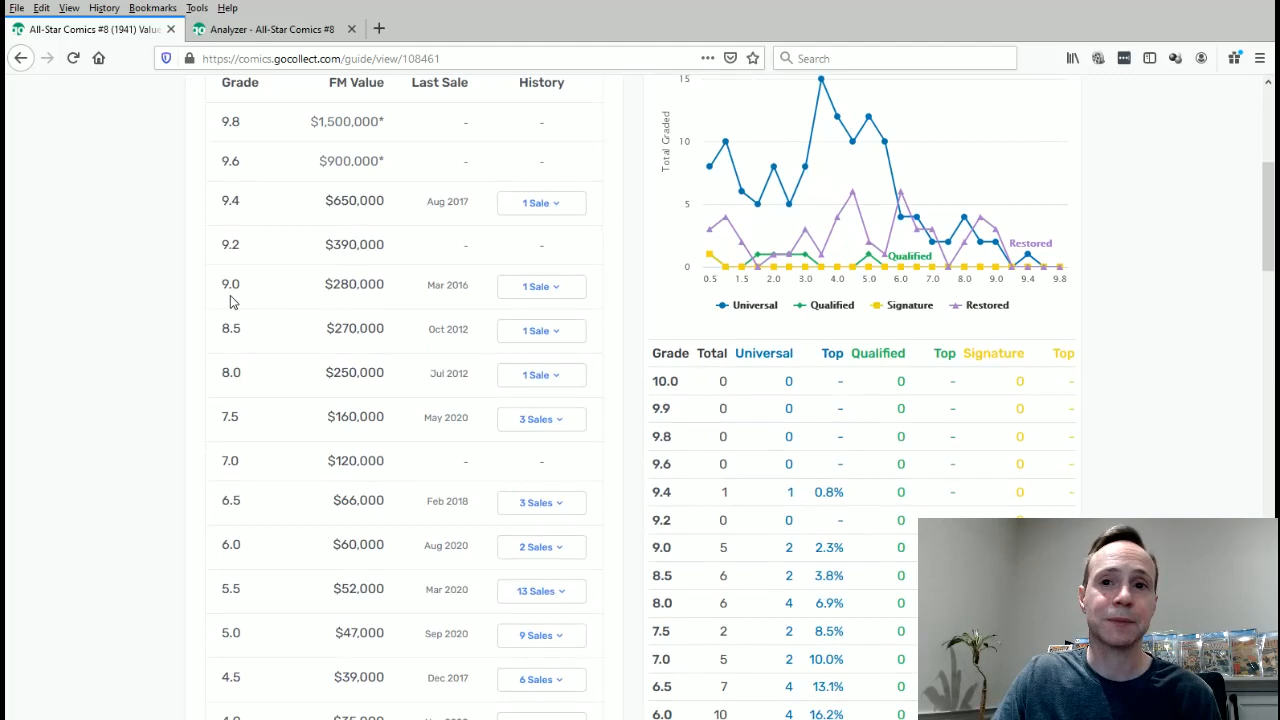 File Edit View History Bookmarks Tools Help
All-Star Comics #8 (1941) Value
Analyzer - All-Star Comics #8
https://comics.gocollect.com/guide/view/108461
Search
Grade FM Value Last Sale History
9.8 $1,500,000* - -
9.6 $900,000* - -
9.4 $650,000 Aug 2017 1 Sale
9.2 $390,000 - -
9.0 $280,000 Mar 2016 1 Sale
8.5 $270,000 Oct 2012 1 Sale
8.0 $250,000 Jul 2012 1 Sale
7.5 $160,000 May 2020 3 Sales
7.0 $120,000 - -
6.5 $66,000 Feb 2018 3 Sales
6.0 $60,000 Aug 2020 2 Sales
5.5 $52,000 Mar 2020 13 Sales
5.0 $47,000 Sep 2020 9 Sales
4.5 $39,000 Dec 2017 6 Sales
Total Graded
15
10
5
0
Restored
Qualified
0.5 1.5 2.0 3.0 4.0 5.0 6.0 7.0 8.0 9.0 9.4 9.8
Universal Qualified Signature Restored
Grade Total Universal Top Qualified Top Signature Top
10.0 0 0 - 0 - 0 -
9.9 0 0 - 0 - 0 -
9.8 0 0 - 0 - 0 -
9.6 0 0 - 0 - 0 -
9.4 1 1 0.8% 0 - 0 -
9.2 0 0 - 0 - 0 -
9.0 5 2 2.3% 0
8.5 6 2 3.8% 0
8.0 6 4 6.9% 0
7.5 2 2 8.5% 0
7.0 5 2 10.0% 0
6.5 7 4 13.1% 0
6.0 10 4 16.2% 0